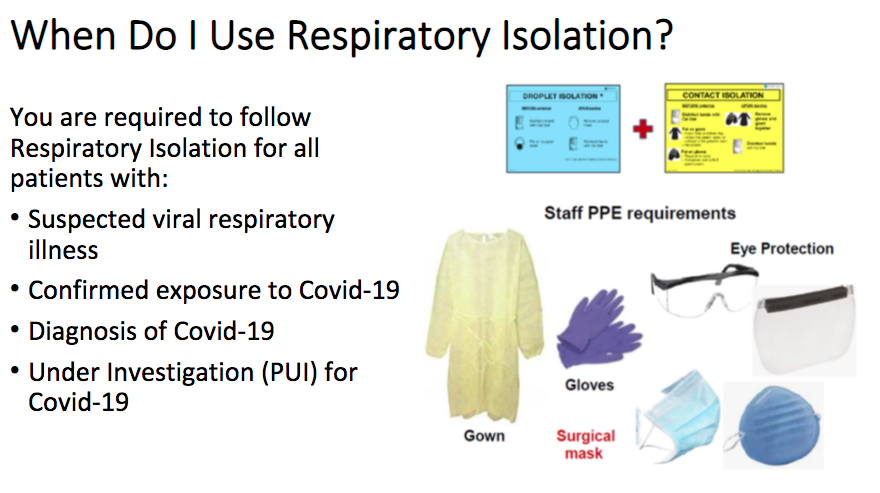 When Do I Use Respiratory Isolation?
You are required to follow
Respiratory Isolation for all
patients with:
• Suspected viral respiratory
illness
• Confirmed exposure to Covid-19
• Diagnosis of Covid-19
• Under Investigation (PUI) for
Covid-19
DROPLET ISOLATION *
CONTACT ISOLATION
Staff PPE requirements
Eye Protection
Gloves
Gown
Surgical
mask